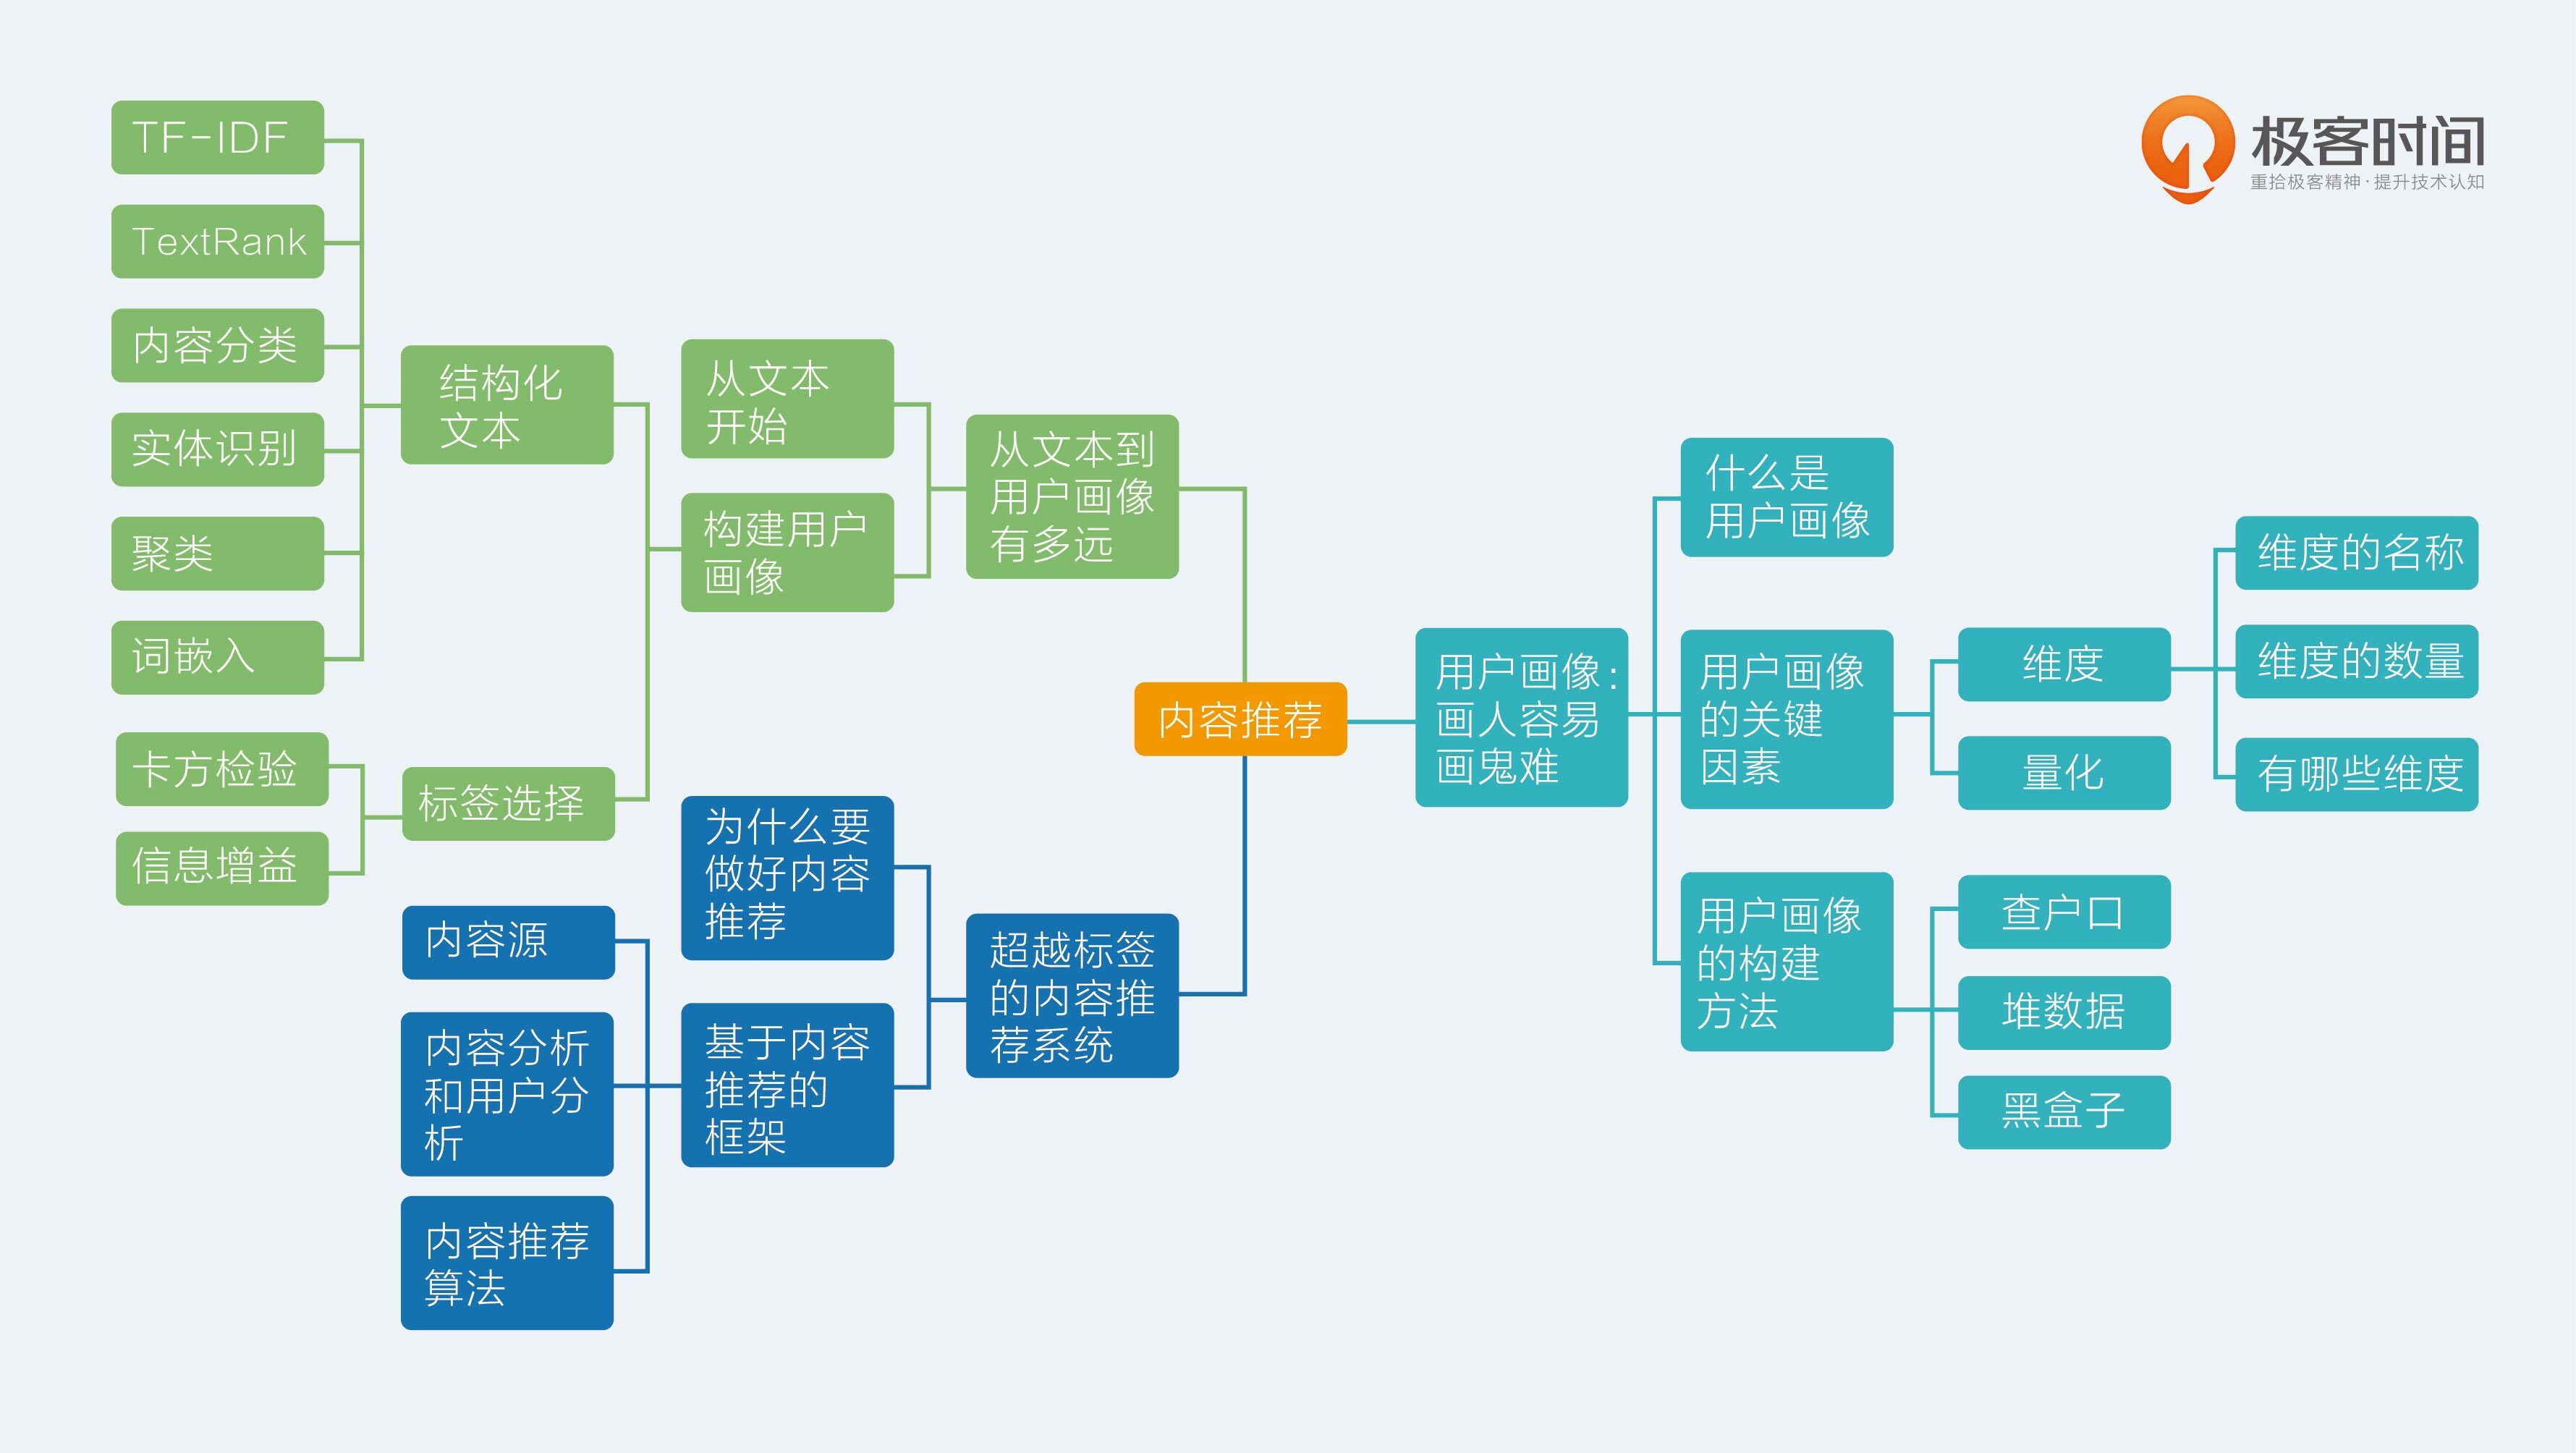 极客时间
重拾极客精神·提升技术认知
TF-IDF
TextRank
内容分类
实体识别
聚类
词嵌入
卡方检验
信息增益
结构化
文本
标签选择
从文本
开始
构建用户
画像
从文本到
用户画像
有多远
内容源
内容分析
和用户分
析
内容推荐
算法
为什么要
做好内容
推荐
基于内容
推荐的
框架
超越标签
的内容推
荐系统
内容推荐
用户画像:
画人容易
画鬼难
什么是
用户画像
用户画像
的关键
因素
用户画像
的构建
方法
维度
量化
查户口
堆数据
黑盒子
维度的名称
维度的数量
有哪些维度